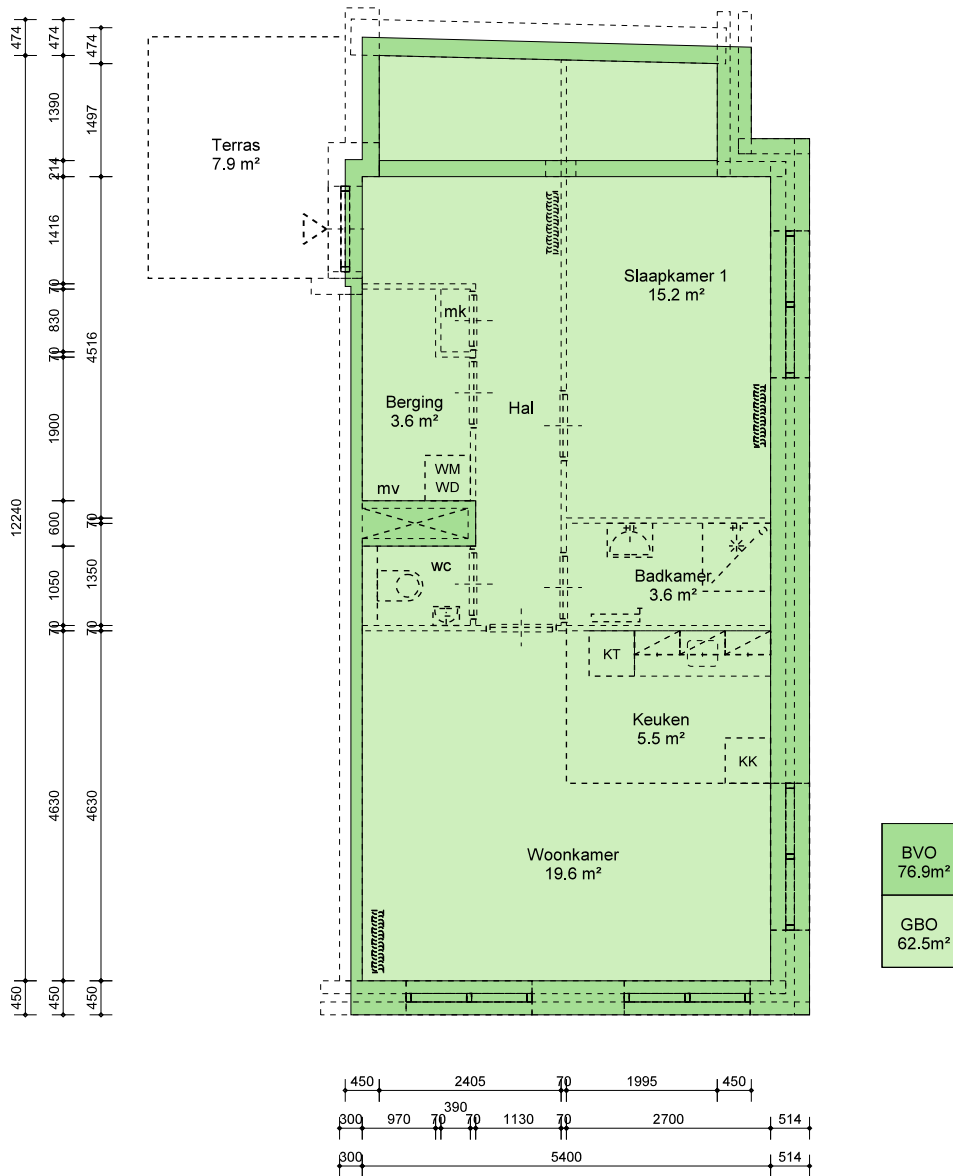 474
474
474
1390
1497
214
Terras
7.9 m²
1416
70
830
70
1900
4516
12240
600
70
1050
1350
70
70
4630
4630
450
450
450
Slaapkamer 1
15.2 m²
mk
Berging
3.6 m²
Hal
WM
WD
mv
wc
Badkamer
3.6 m²
KT
Keuken
5.5 m²
KK
Woonkamer
19.6 m²
BVO
76.9m²
GBO
62.5m²
450
2405
70
1995
450
300
970
70
390
70
1130
70
2700
514
300
5400
514